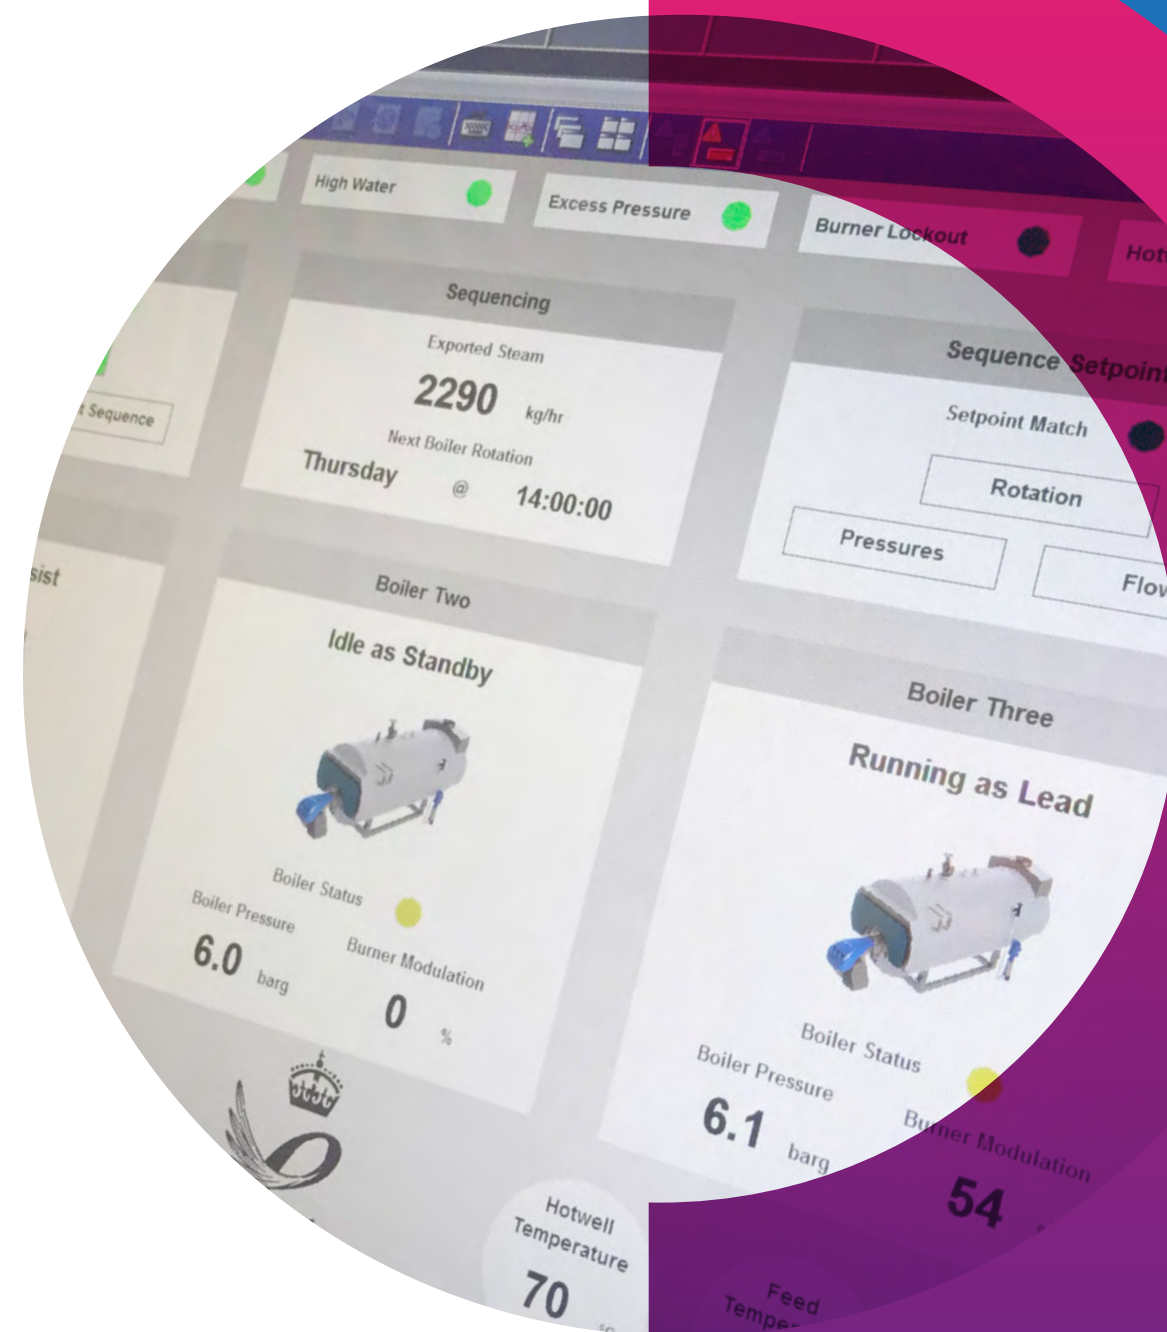 High Water
Excess Pressure
Burner Lockout
Sequencing
Exported Steam
2290 kg/hr
Next Boiler Rotation
Thursday @ 14:00:00
Sequence Setpoint
Setpoint Match
Rotation
Pressures
Sequence
Boiler Two
Idle as Standby
Boiler Status
Boiler Pressure
6.0 barg
Burner Modulation
0 %
Boiler Three
Running as Lead
Boiler Status
Boiler Pressure
6.1 barg
Burner Modulation
54
Hotwell
Temperature
70 °C
Feed